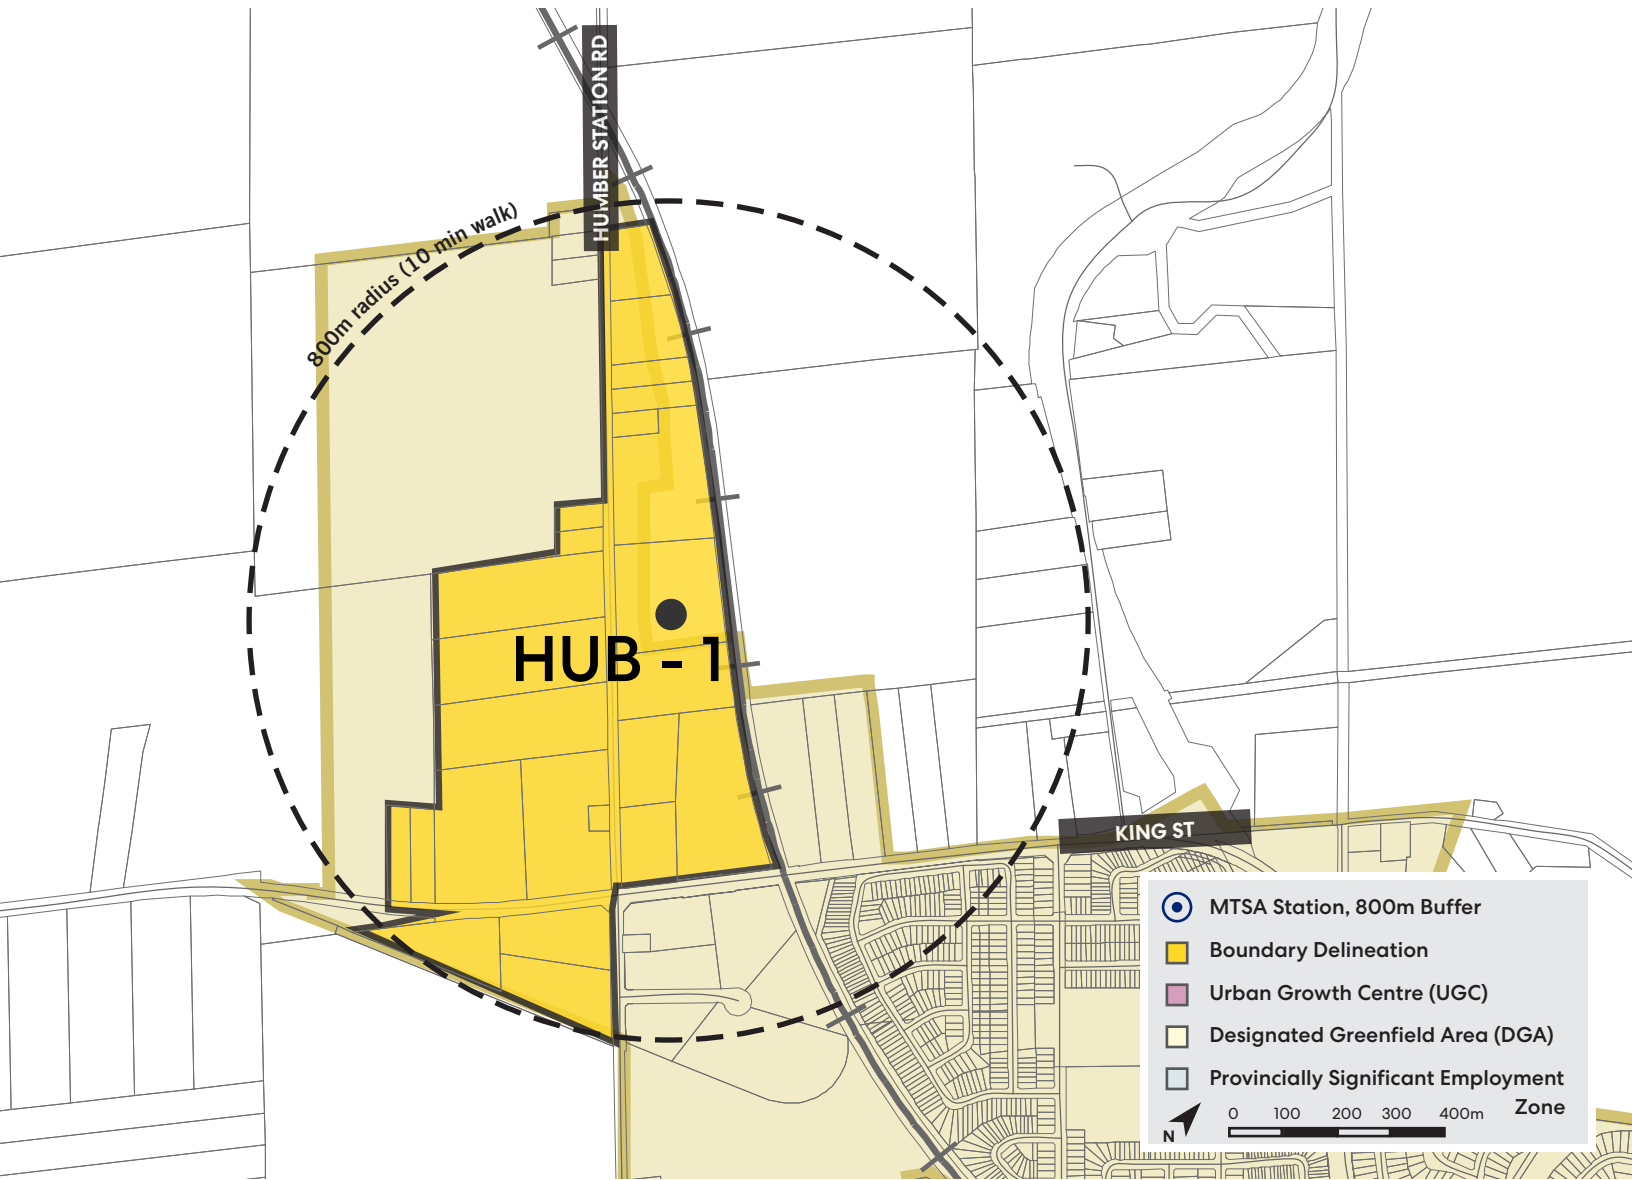 HUMBER STATION RD
800m radius (10 min walk)
HUB - 1
KING ST
MTSA Station, 800m Buffer
Boundary Delineation
Urban Growth Centre (UGC)
Designated Greenfield Area (DGA)
Provincially Significant Employment
Zone
N
0 100 200 300 400m